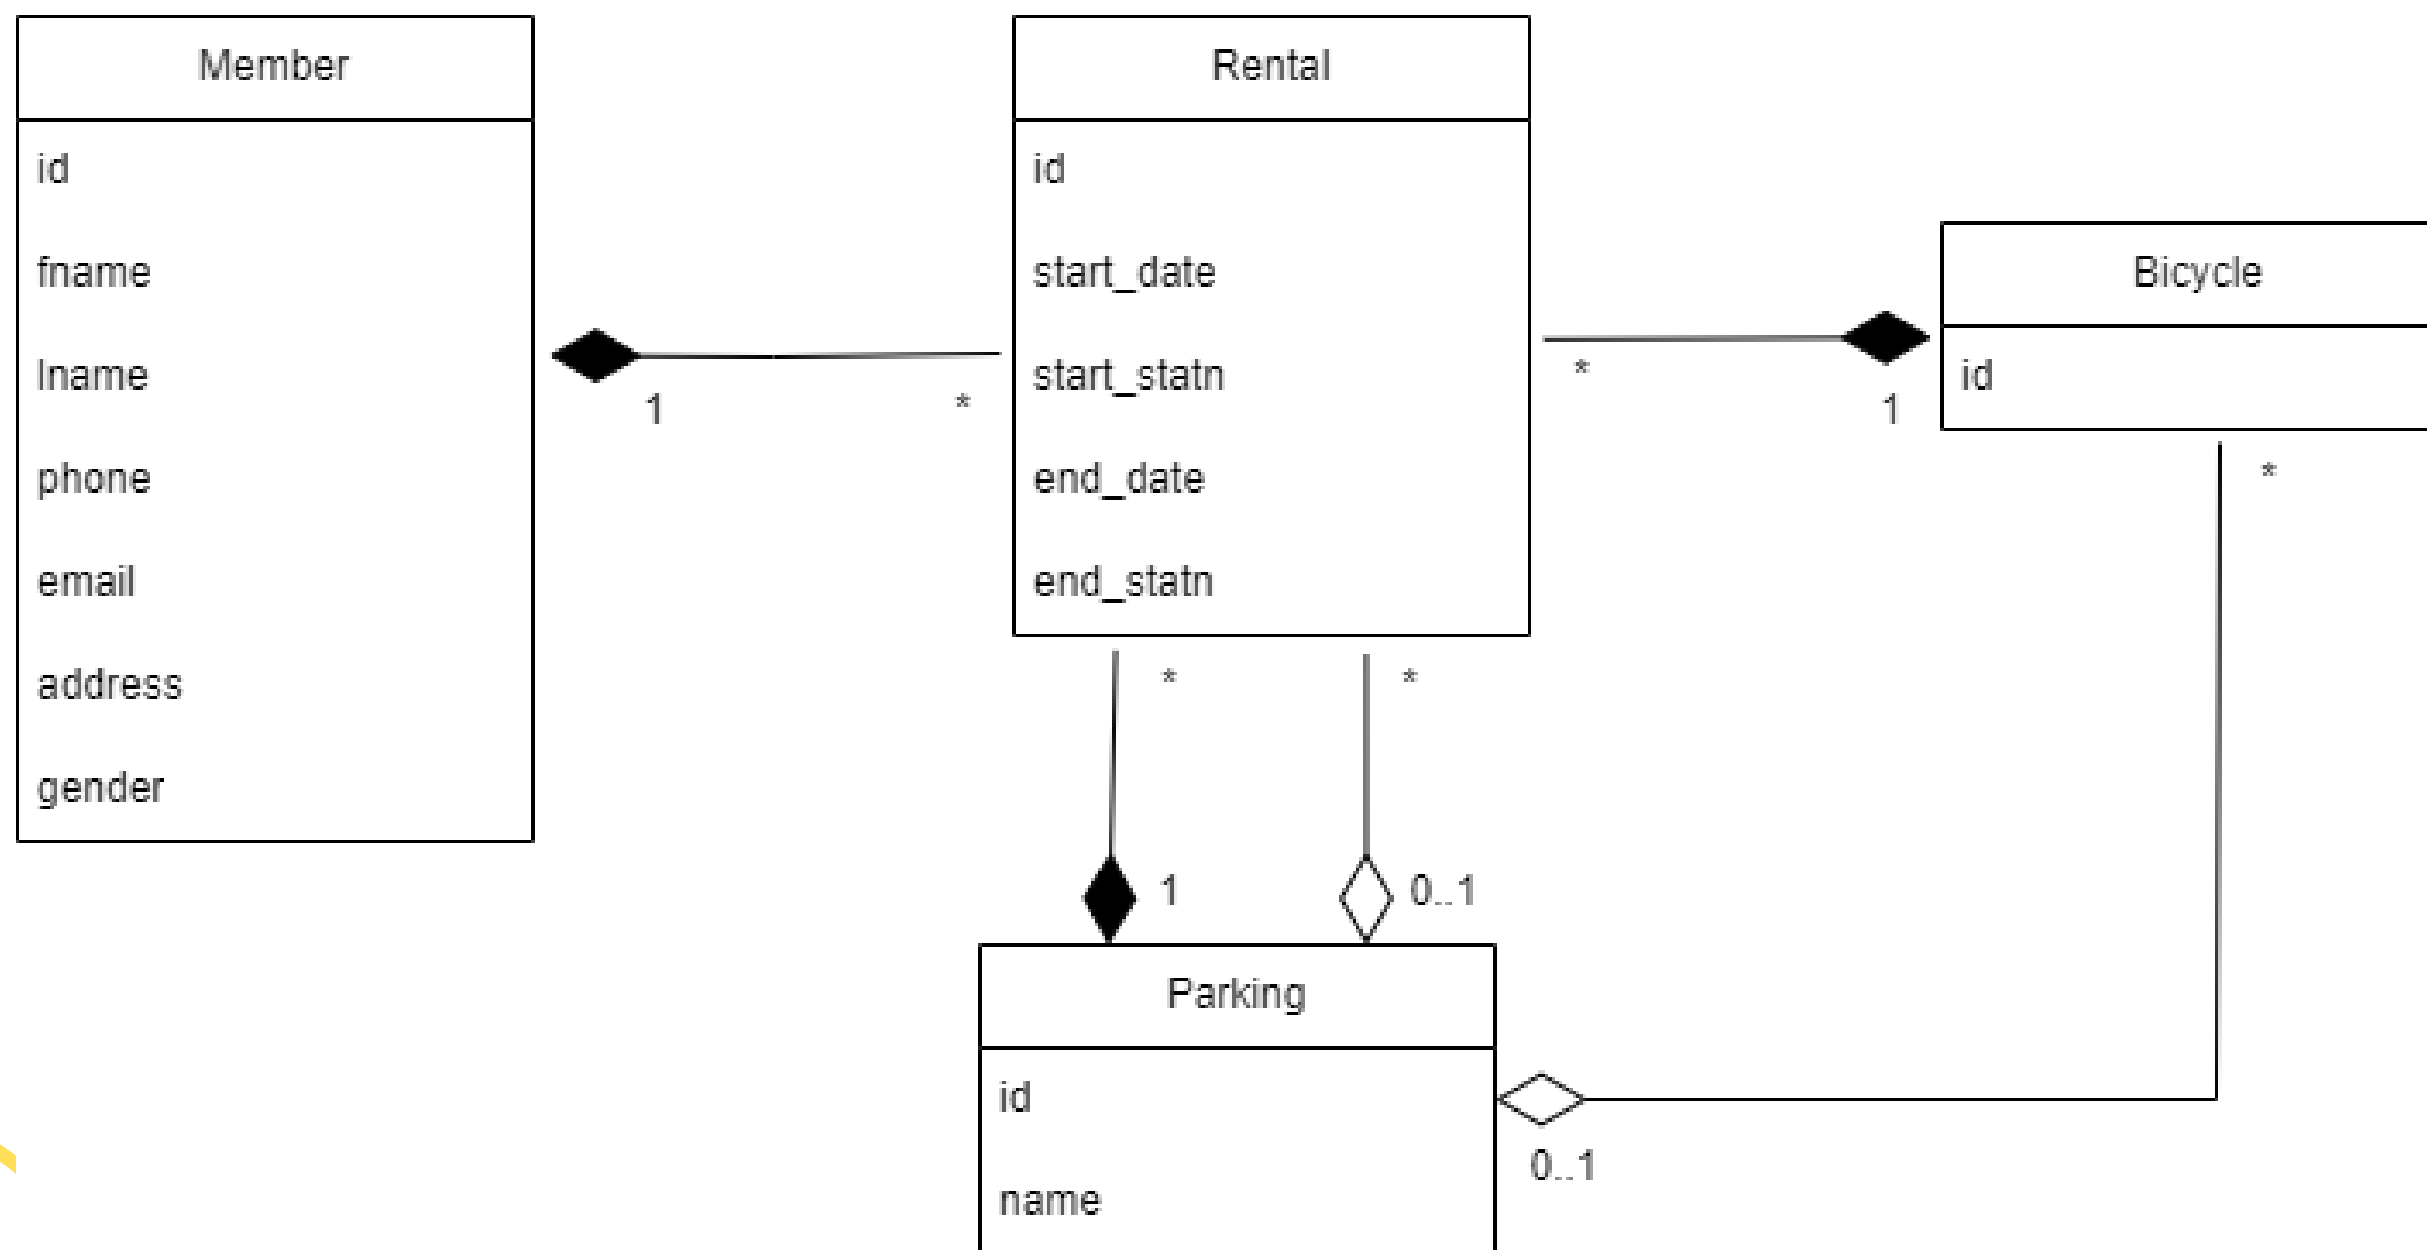 Member
id
fname
lname
phone
email
address
gender
1
*
Rental
id
start_date
start_statn
end_date
end_statn
*
1
Bicycle
id
*
*
*
1
0..1
Parking
id
name
0..1